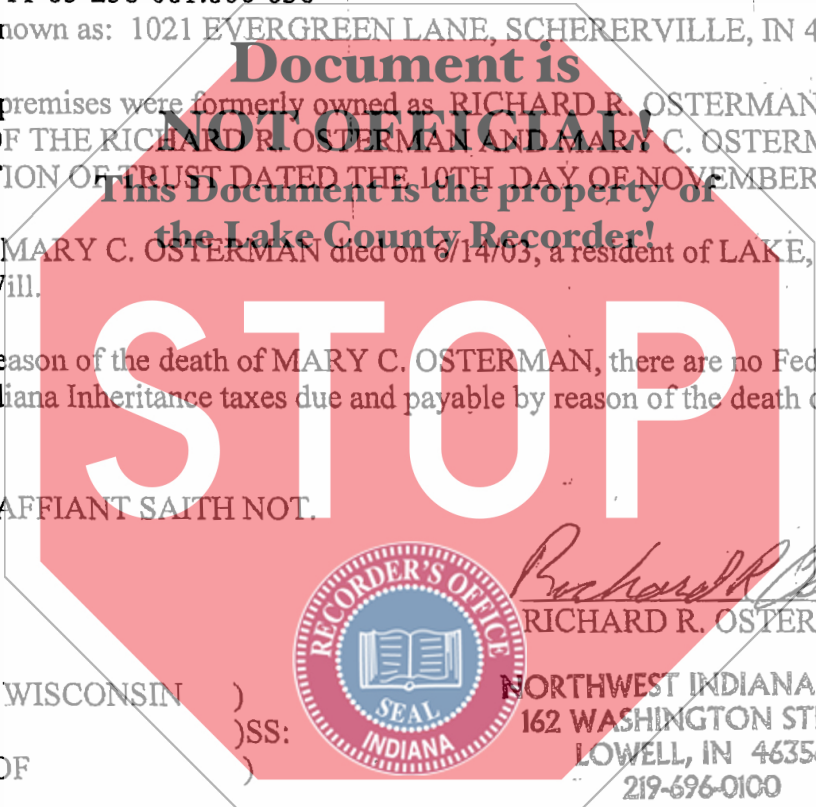 nown as: 1021 EVERGREEN LANE, SCHERERVILLE, IN 4
Document is
premises were formerly owned as RICHARD R. OSTERMAN
NOT OFFICIAL!
F THE RICHARD R. OSTERMAN AND MARY C. OSTERM
ION OF TRUST DATED THE 10TH DAY OF NOVEMBER
This Document is the property of
the Lake County Recorder!
MARY C. OSTERMAN died on 6/14/03, a resident of LAKE,
ill.
STOP
eason of the death of MARY C. OSTERMAN, there are no Fed
diana Inheritance taxes due and payable by reason of the death o
AFFIANT SAITH NOT.
Richard R
RICHARD R. OSTER
RECORDER'S OFFICE
SEAL
INDIANA
WISCONSIN )
)SS:
OF )
NORTHWEST INDIANA
162 WASHINGTON ST
LOWELL, IN 4635
219-696-0100